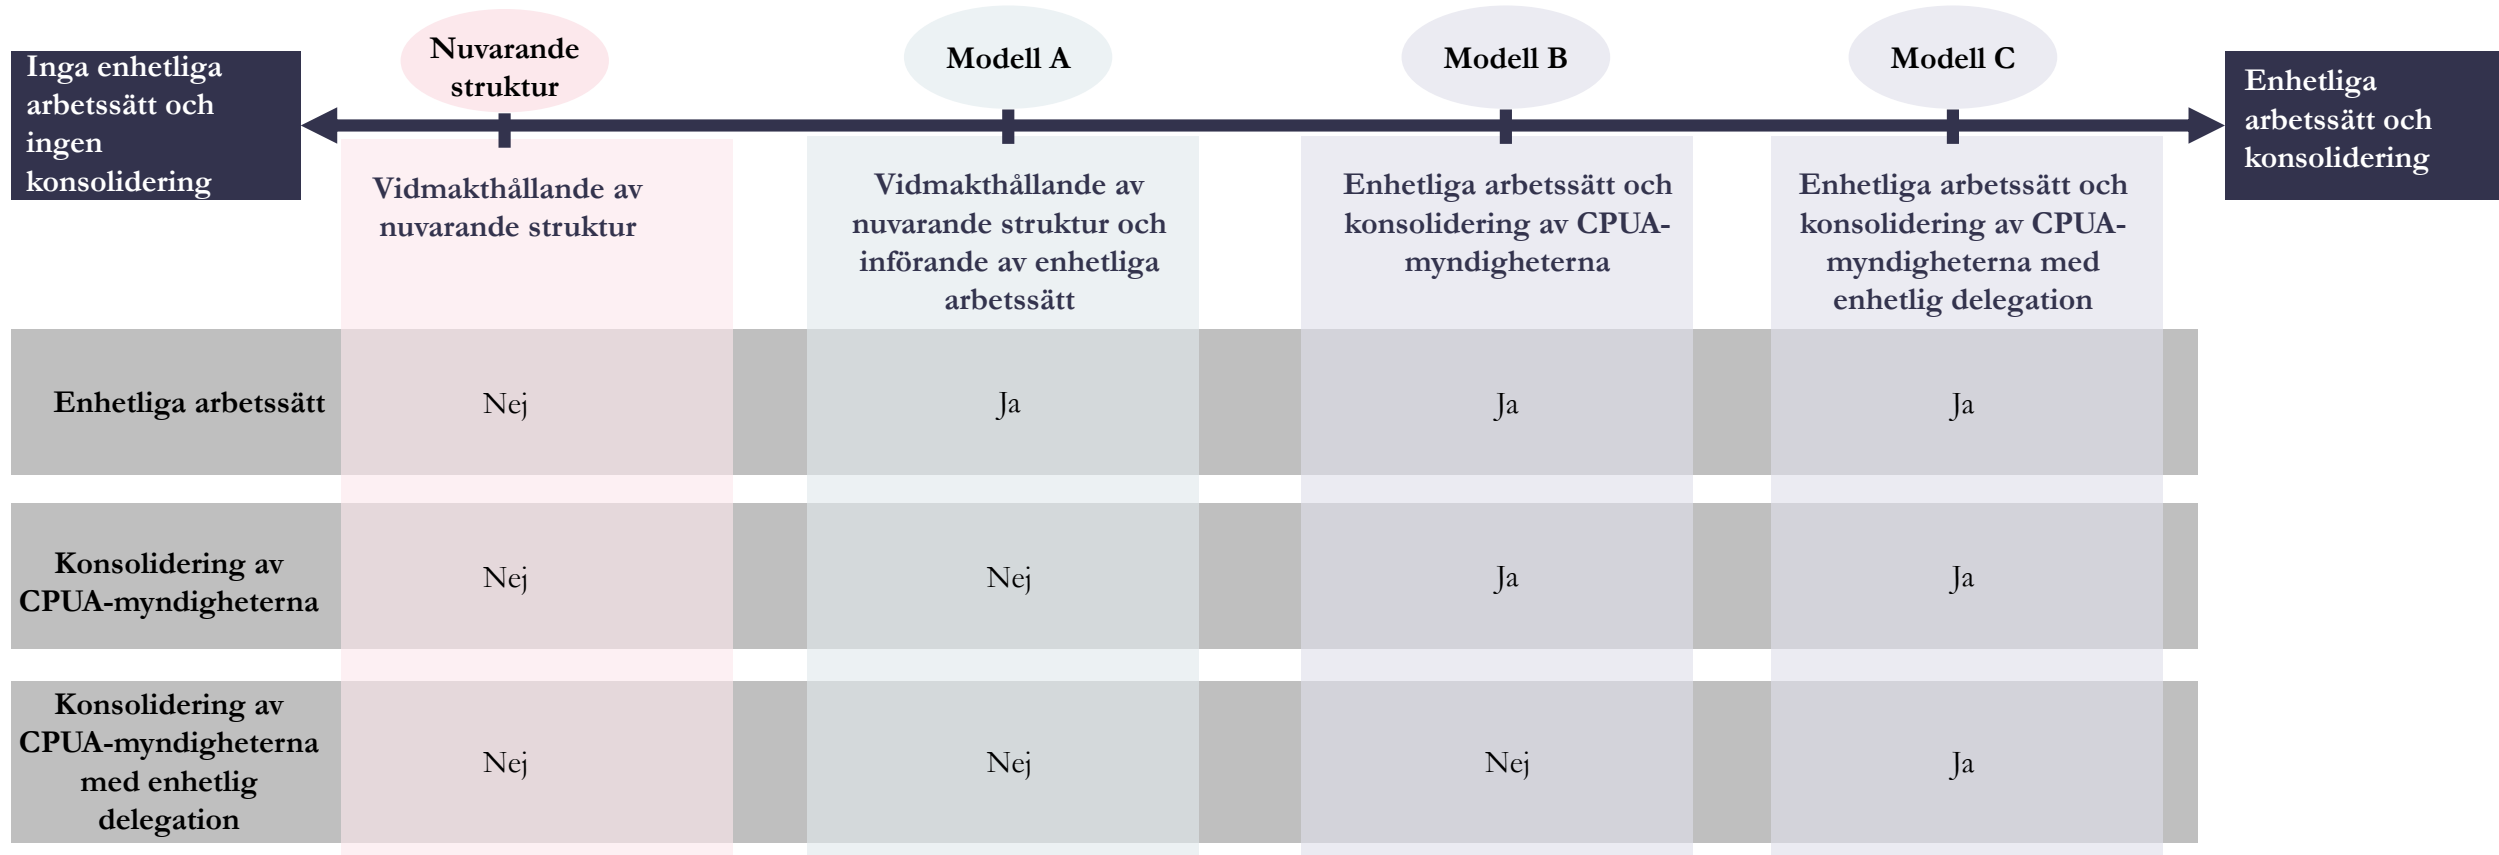 Inga enhetliga
arbetssätt och
ingen
konsolidering
Nuvarande
struktur
Modell A
Modell B
Modell C
Enhetliga
arbetssätt och
konsolidering
Vidmakthållande av
nuvarande struktur
Vidmakthållande av
nuvarande struktur och
införande av enhetliga
arbetssätt
Enhetliga arbetssätt och
konsolidering av CPUA-
myndigheterna
Enhetliga arbetssätt och
konsolidering av CPUA-
myndigheterna med
enhetlig delegation
Enhetliga arbetssätt
Nej
Ja
Ja
Ja
Konsolidering av
CPUA-myndigheterna
Nej
Nej
Ja
Ja
Konsolidering av
CPUA-myndigheterna
med enhetlig
delegation
Nej
Nej
Nej
Ja